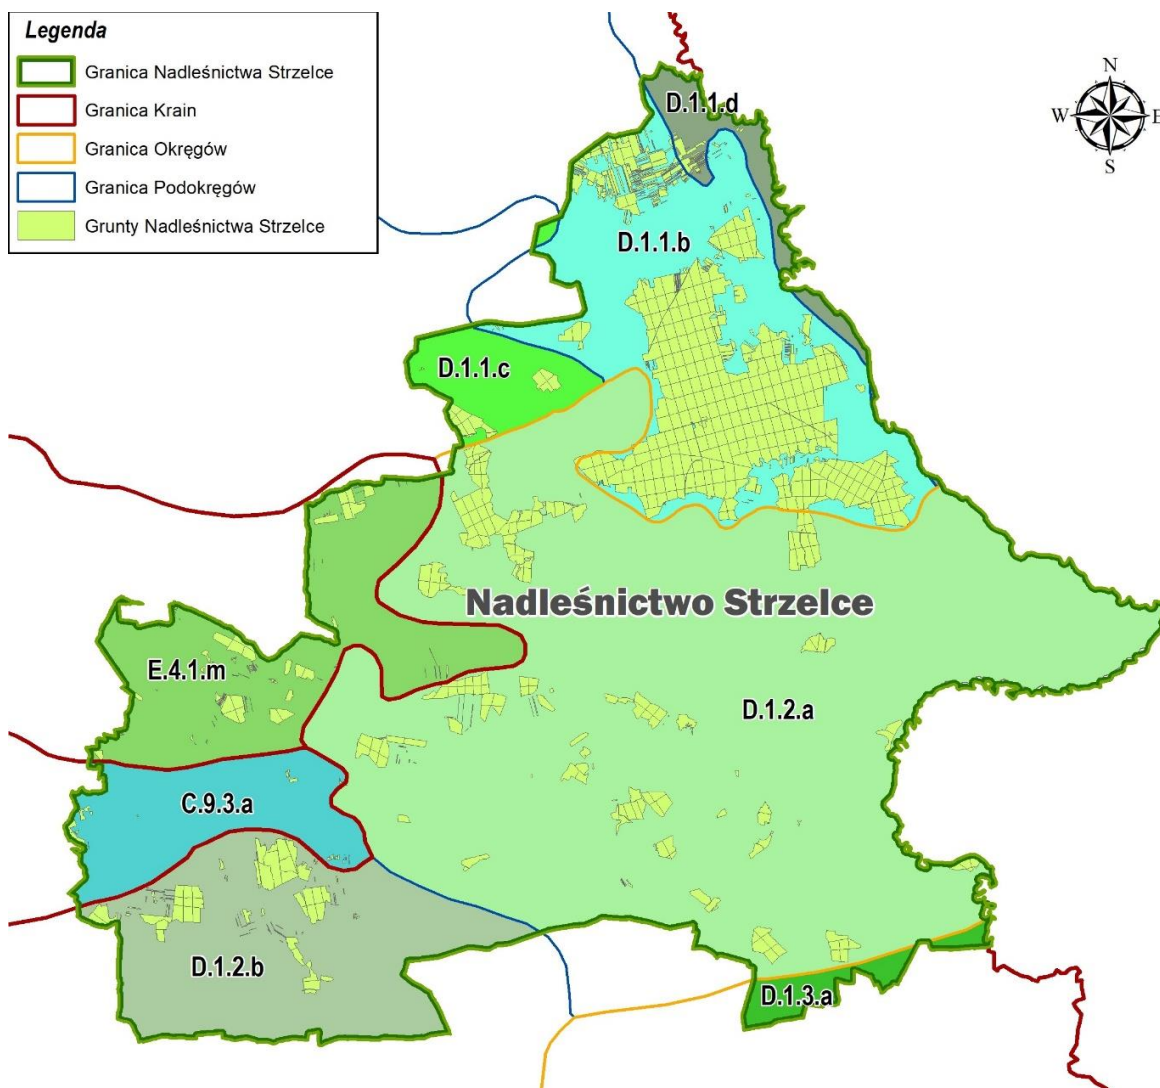 Legenda
Granica Nadleśnictwa Strzelce
Granica Krain
Granica Okręgów
Granica Podokręgów
Grunty Nadleśnictwa Strzelce
N
W E
S
D.1.1.d
D.1.1.b
D.1.1.c
Nadleśnictwo Strzelce
E.4.1.m
D.1.2.a
C.9.3.a
D.1.2.b
D.1.3.a